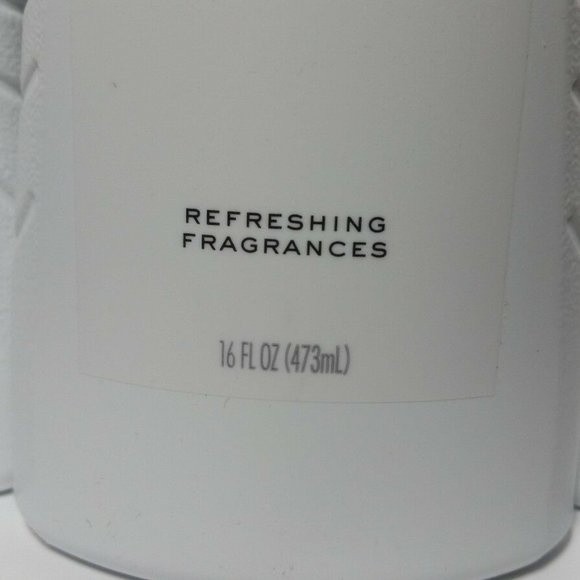 REFRESHING
FRAGRANCES
16 FL OZ (473mL)